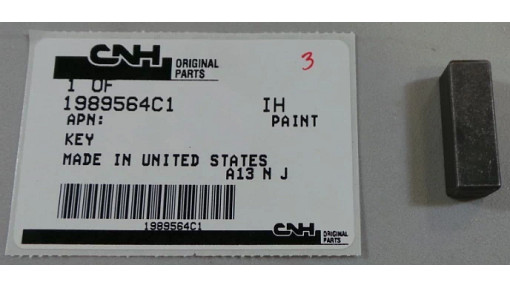 CNH ORIGINAL PARTS
3
1 OF
1989564C1 IH
APN: PAINT
KEY
MADE IN UNITED STATES
A13 N J
1989564C1
CNH ORIGINAL PARTS